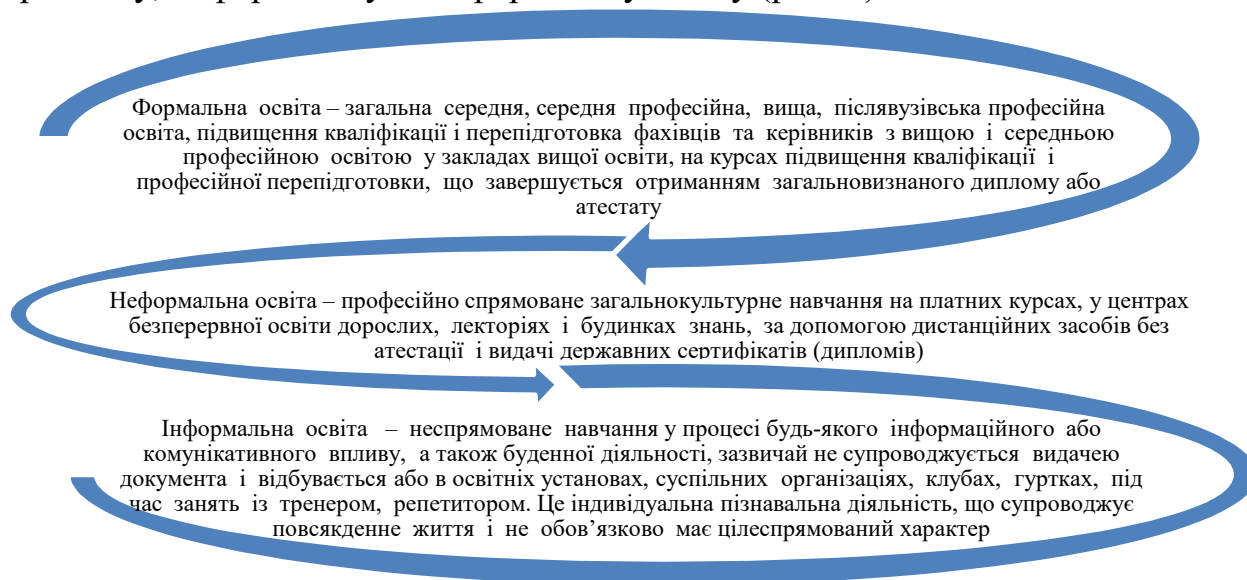 Формальна освіта – загальна середня, середня професійна, вища, післявузівська професійна
освіта, підвищення кваліфікації і перепідготовка фахівців та керівників з вищою і середньою
професійною освітою у закладах вищої освіти, на курсах підвищення кваліфікації і
професійної перепідготовки, що завершується отриманням загальновизнаного диплому або
атестату
Неформальна освіта – професійно спрямоване загальнокультурне навчання на платних курсах, у центрах
безперервної освіти дорослих, лекторіях і будинках знань, за допомогою дистанційних засобів без
атестації і видачі державних сертифікатів (дипломів)
Інформальна освіта – неспрямоване навчання у процесі будь-якого інформаційного або
комунікативного впливу, а також буденної діяльності, зазвичай не супроводжується видачею
документа і відбувається або в освітніх установах, суспільних організаціях, клубах, гуртках, під
час занять із тренером, репетитором. Це індивідуальна пізнавальна діяльність, що супроводжує
повсякденне життя і не обов’язково має цілеспрямований характер